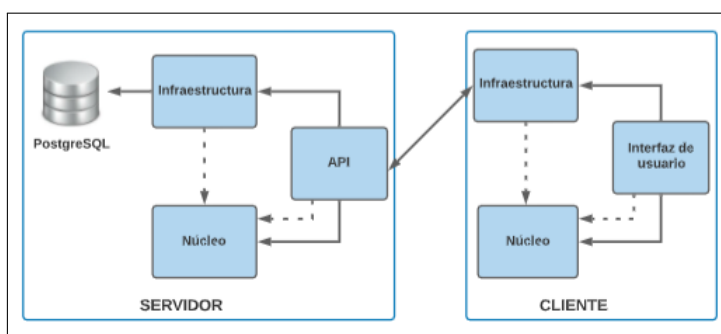 Infraestructura
PostgreSQL
API
Núcleo
SERVIDOR
Infraestructura
Interfaz de
usuario
Núcleo
CLIENTE